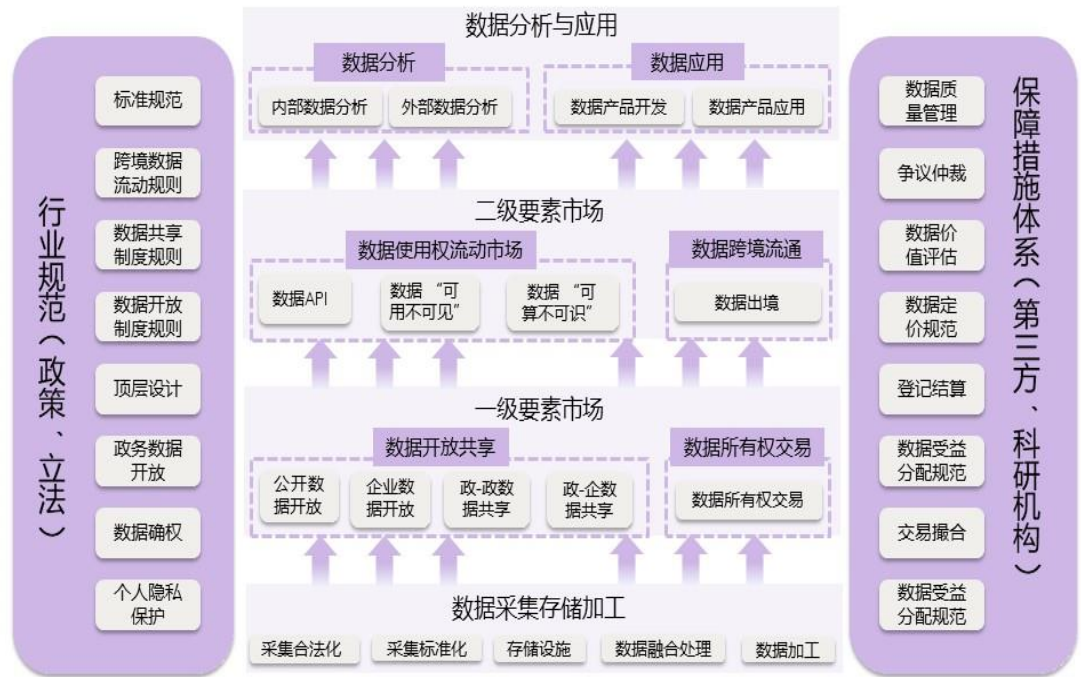 行业规范（政策、立法）
标准规范
跨境数据
流动规则
数据共享
制度规则
数据开放
制度规则
顶层设计
政务数据
开放
数据确权
个人隐私
保护
数据分析与应用
数据分析
数据应用
内部数据分析
外部数据分析
数据产品开发
数据产品应用
二级要素市场
数据使用权流动市场
数据跨境流通
数据API
数据“可
用不可见”
数据“可
算不可识”
数据出境
一级要素市场
数据开放共享
数据所有权交易
公开数
据开放
企业数
据开放
政-政数
据共享
政-企数
据共享
数据所有权交易
数据采集存储加工
采集合法化
采集标准化
存储设施
数据融合处理
数据加工
数据质
量管理
争议仲裁
数据价
值评估
数据定
价规范
登记结算
数据受益
分配规范
交易撮合
数据受益
分配规范
保障措施体系（第三方、科研机构）